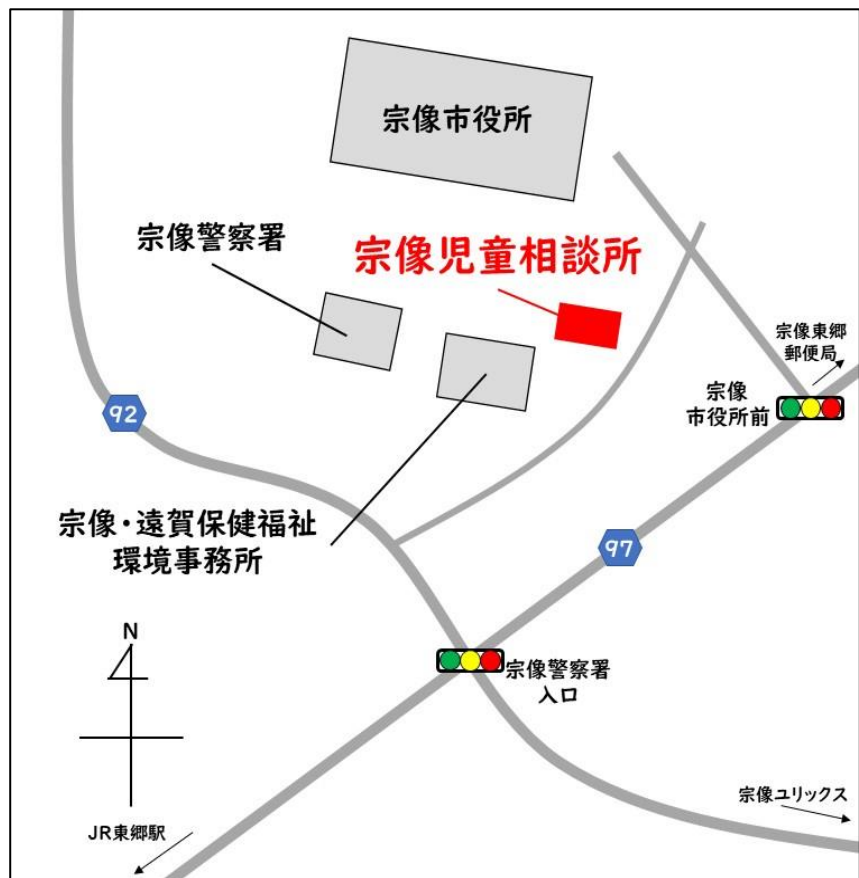 宗像市役所
宗像警察署
宗像児童相談所
宗像東郷
郵便局
宗像
市役所前
92
宗像・遠賀保健福祉
環境事務所
97
N
宗像警察署
入口
宗像ユリックス
JR東郷駅